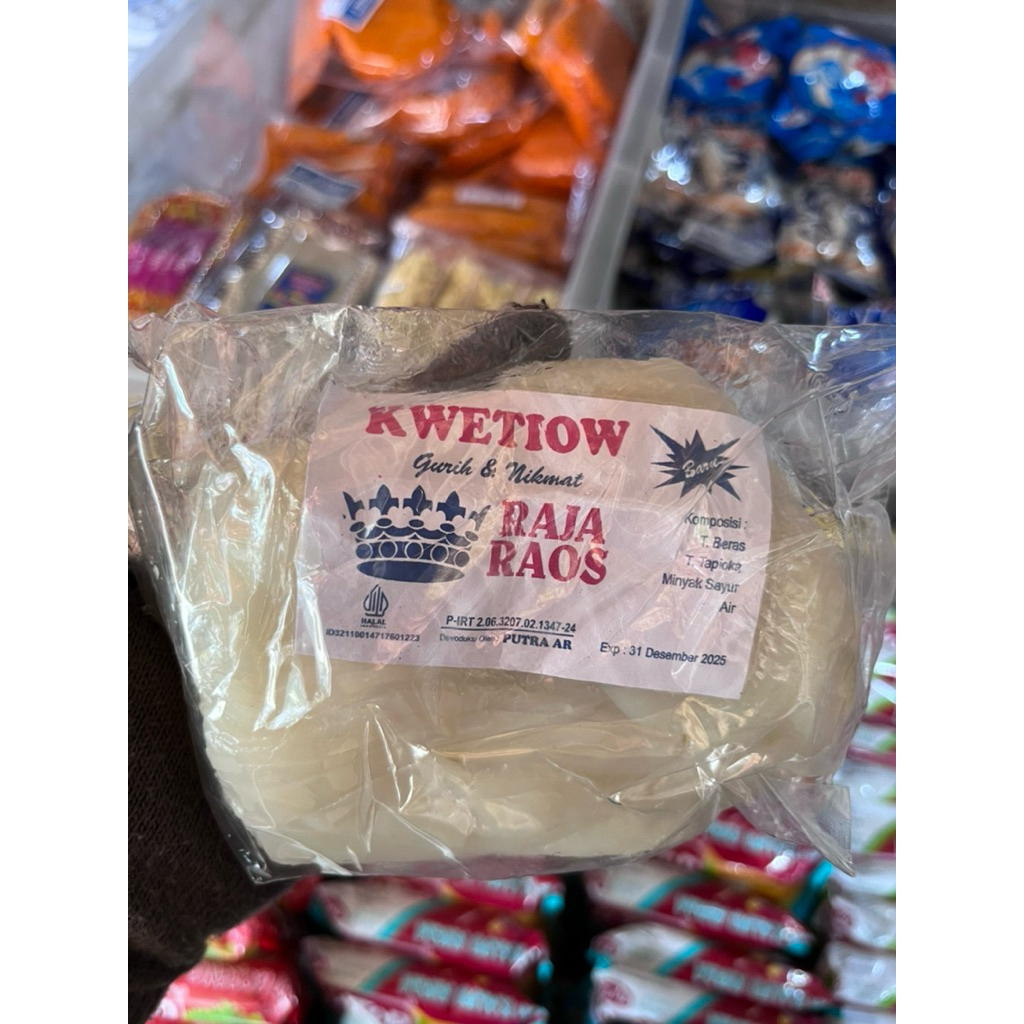 KWETIOW
Gurih & Nikmat
Baru
RAJA
RAOS
Komposisi :
T. Beras
T. Tapioka
Minyak Sayur
Air
HALAL
ID32110014717601223
P-IRT 2.06.3207.02.1347-24
Diproduksi Oleh : PUTRA AR
Exp : 31 Desember 2025